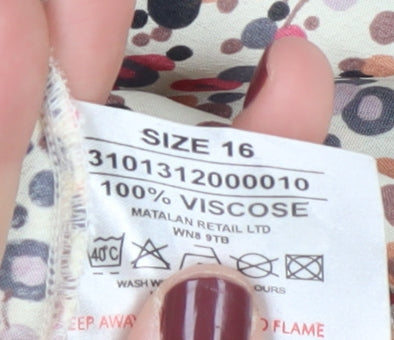 SIZE 16
3101312000010
100% VISCOSE
MATALAN RETAIL LTD
WN8 9TB
40°C
WASH W OURS
EEP AWAY O FLAME